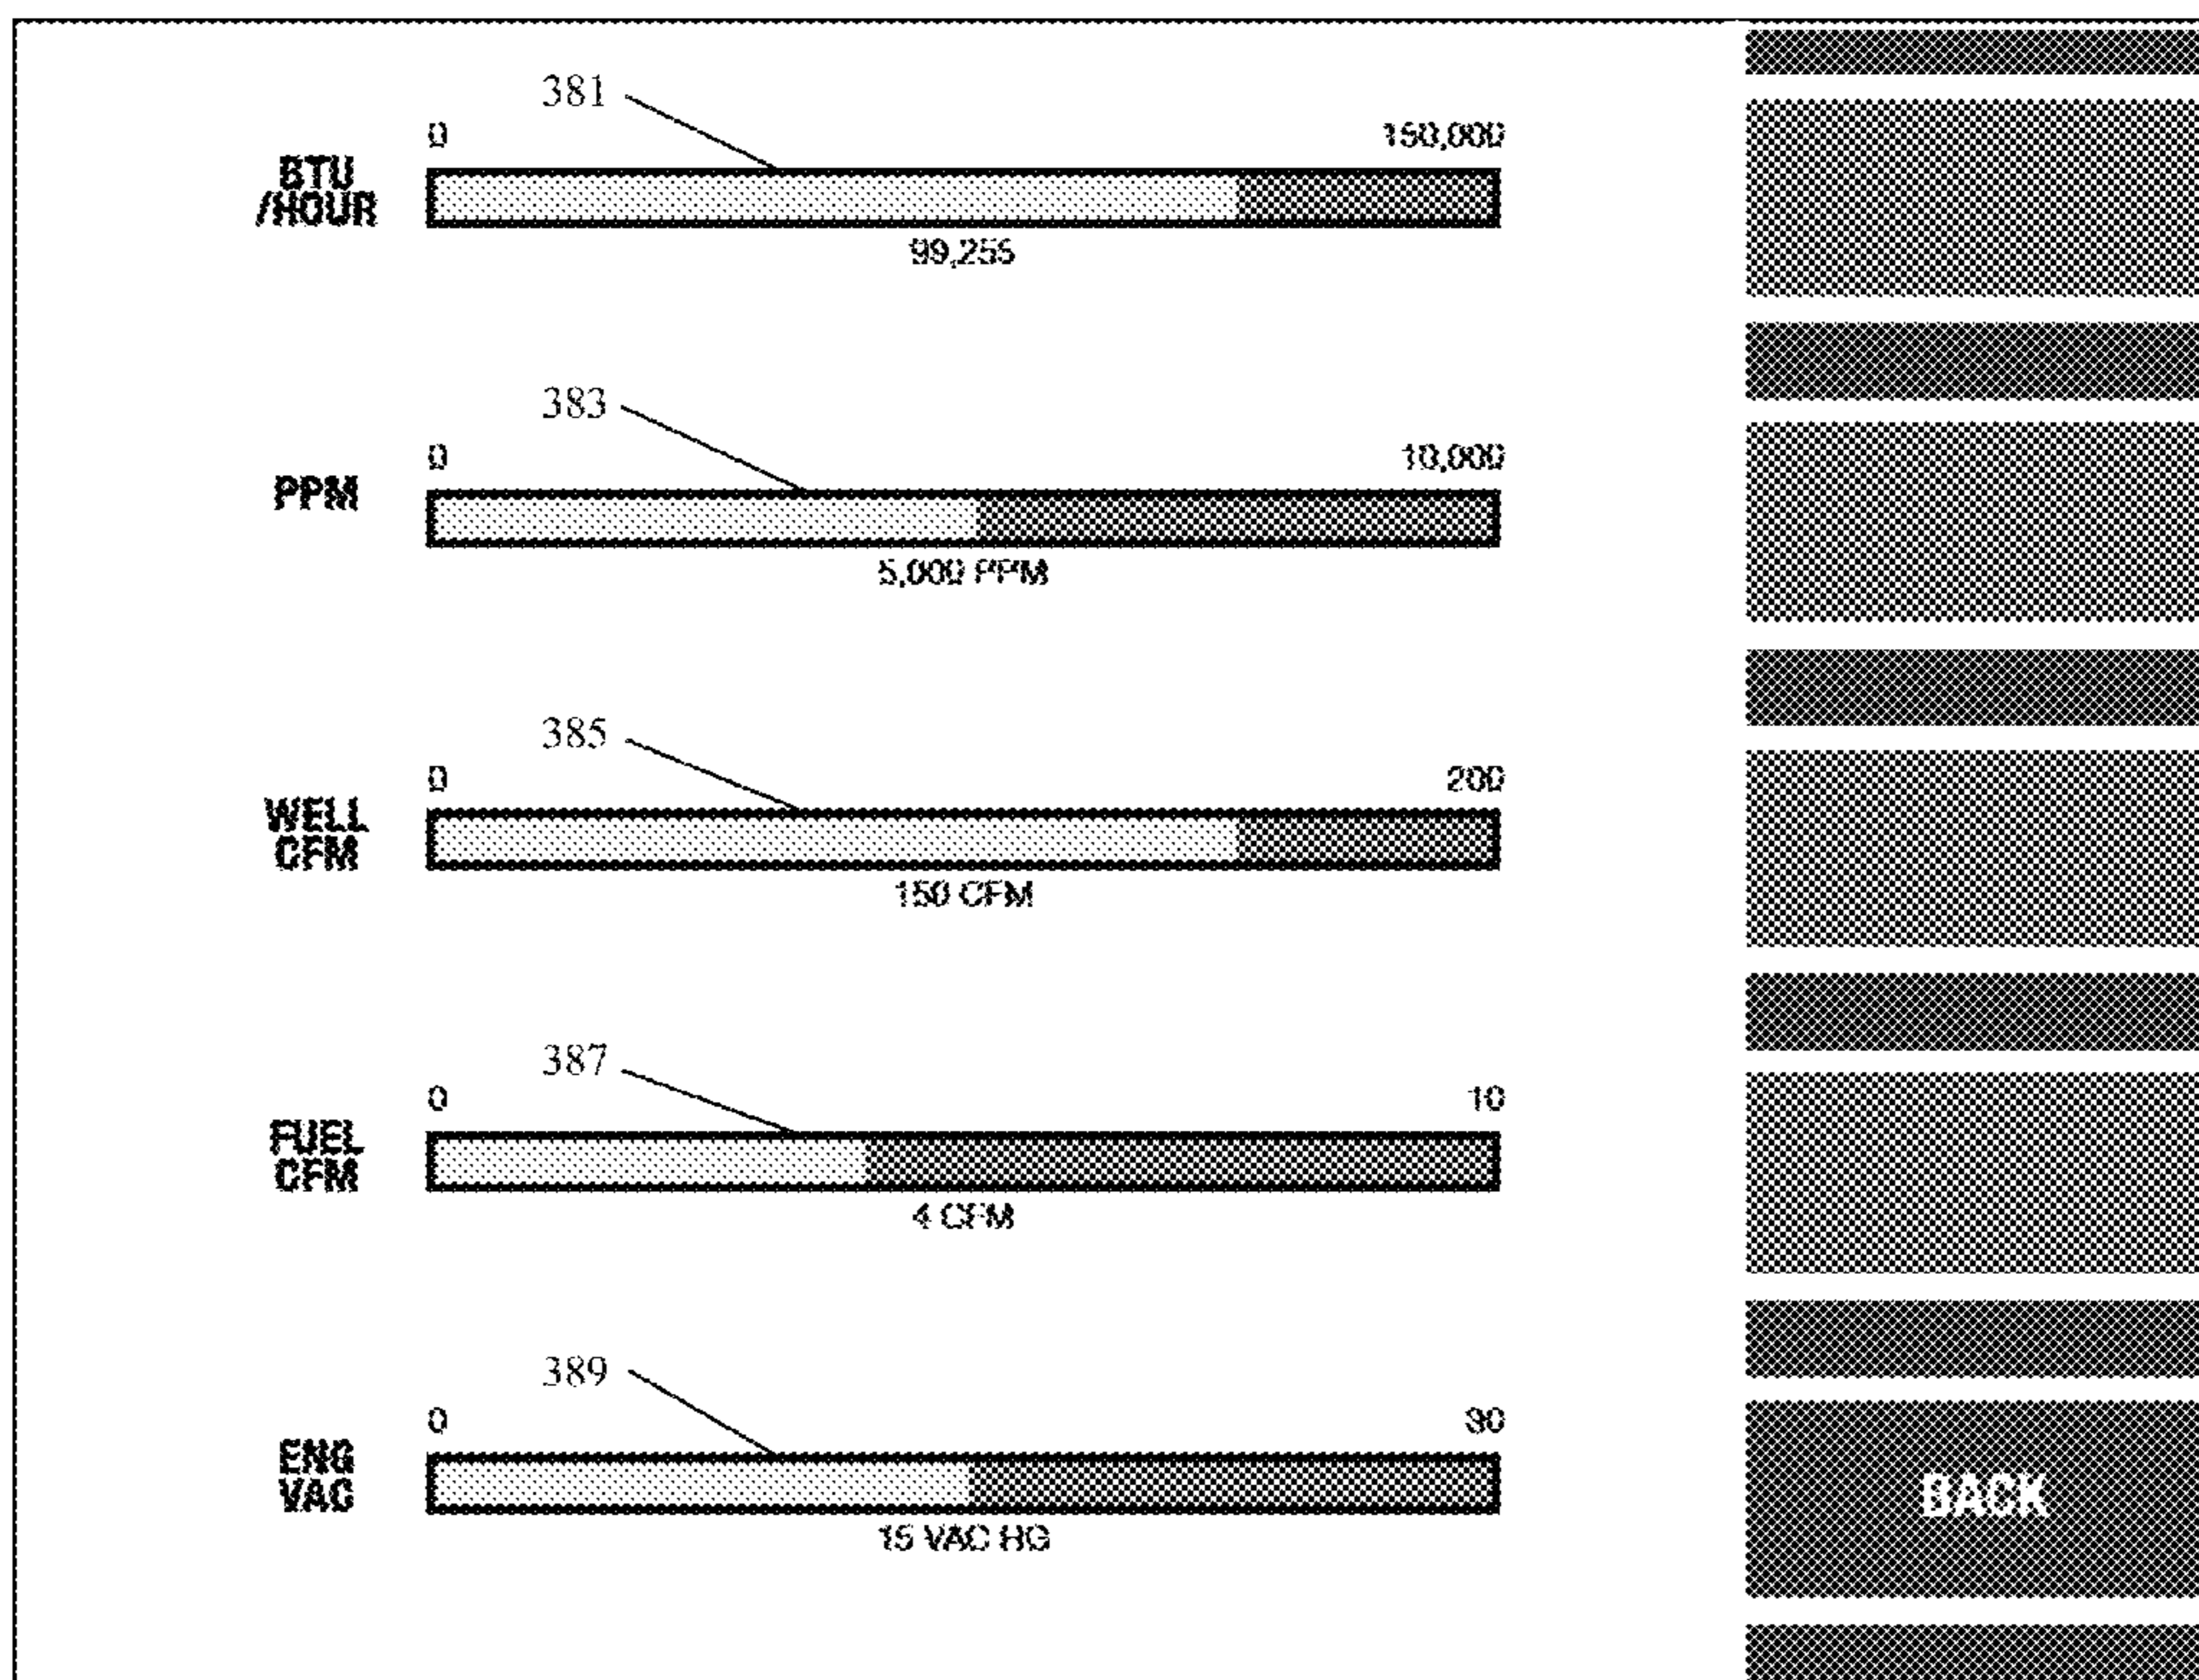 381
0 150,000
BTU
/HOUR
99,255
383
0 10,000
PPM
5,000 PPM
385
0 200
WELL
CFM
150 CFM
387
0 10
FUEL
CFM
4 CFM
389
0 30
ENG
VAC
15 VAC HG
BACK